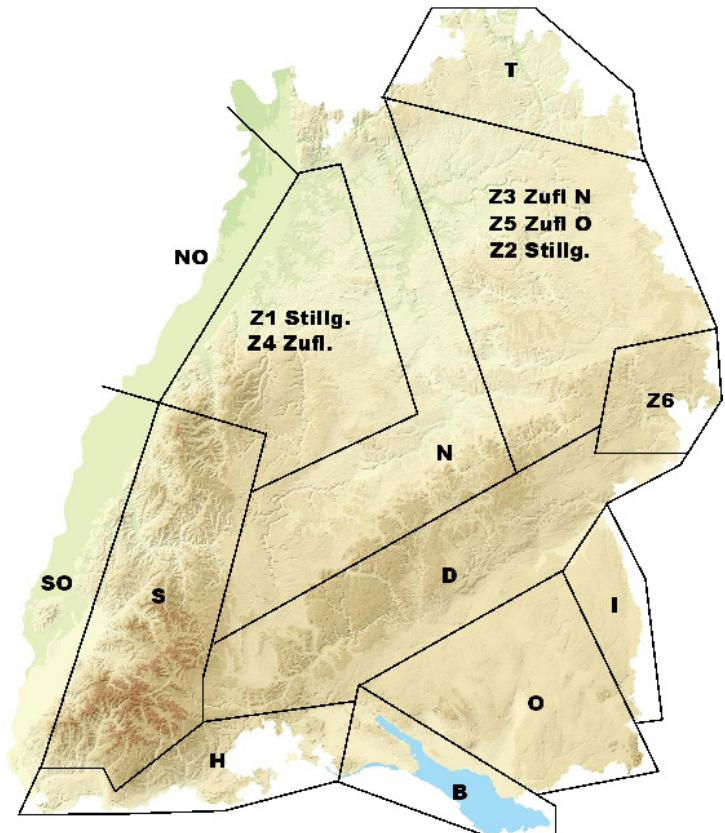 T
Z3 Zufl N
Z5 Zufl O
Z2 Stillg.
NO
Z1 Stillg.
Z4 Zufl.
Z6
N
SO
S
D
I
O
H
B